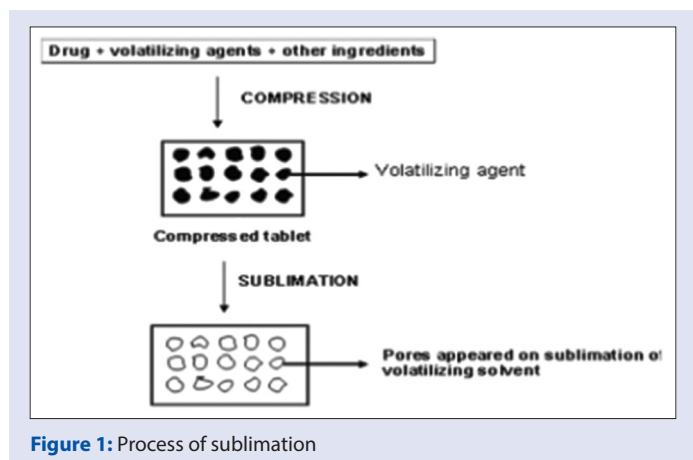 Drug + volatilizing agents + other ingredients
COMPRESSION
Volatilizing agent
Compressed tablet
SUBLIMATION
Pores appeared on sublimation o
volatilizing solvent
Figure 1: Process of sublimation